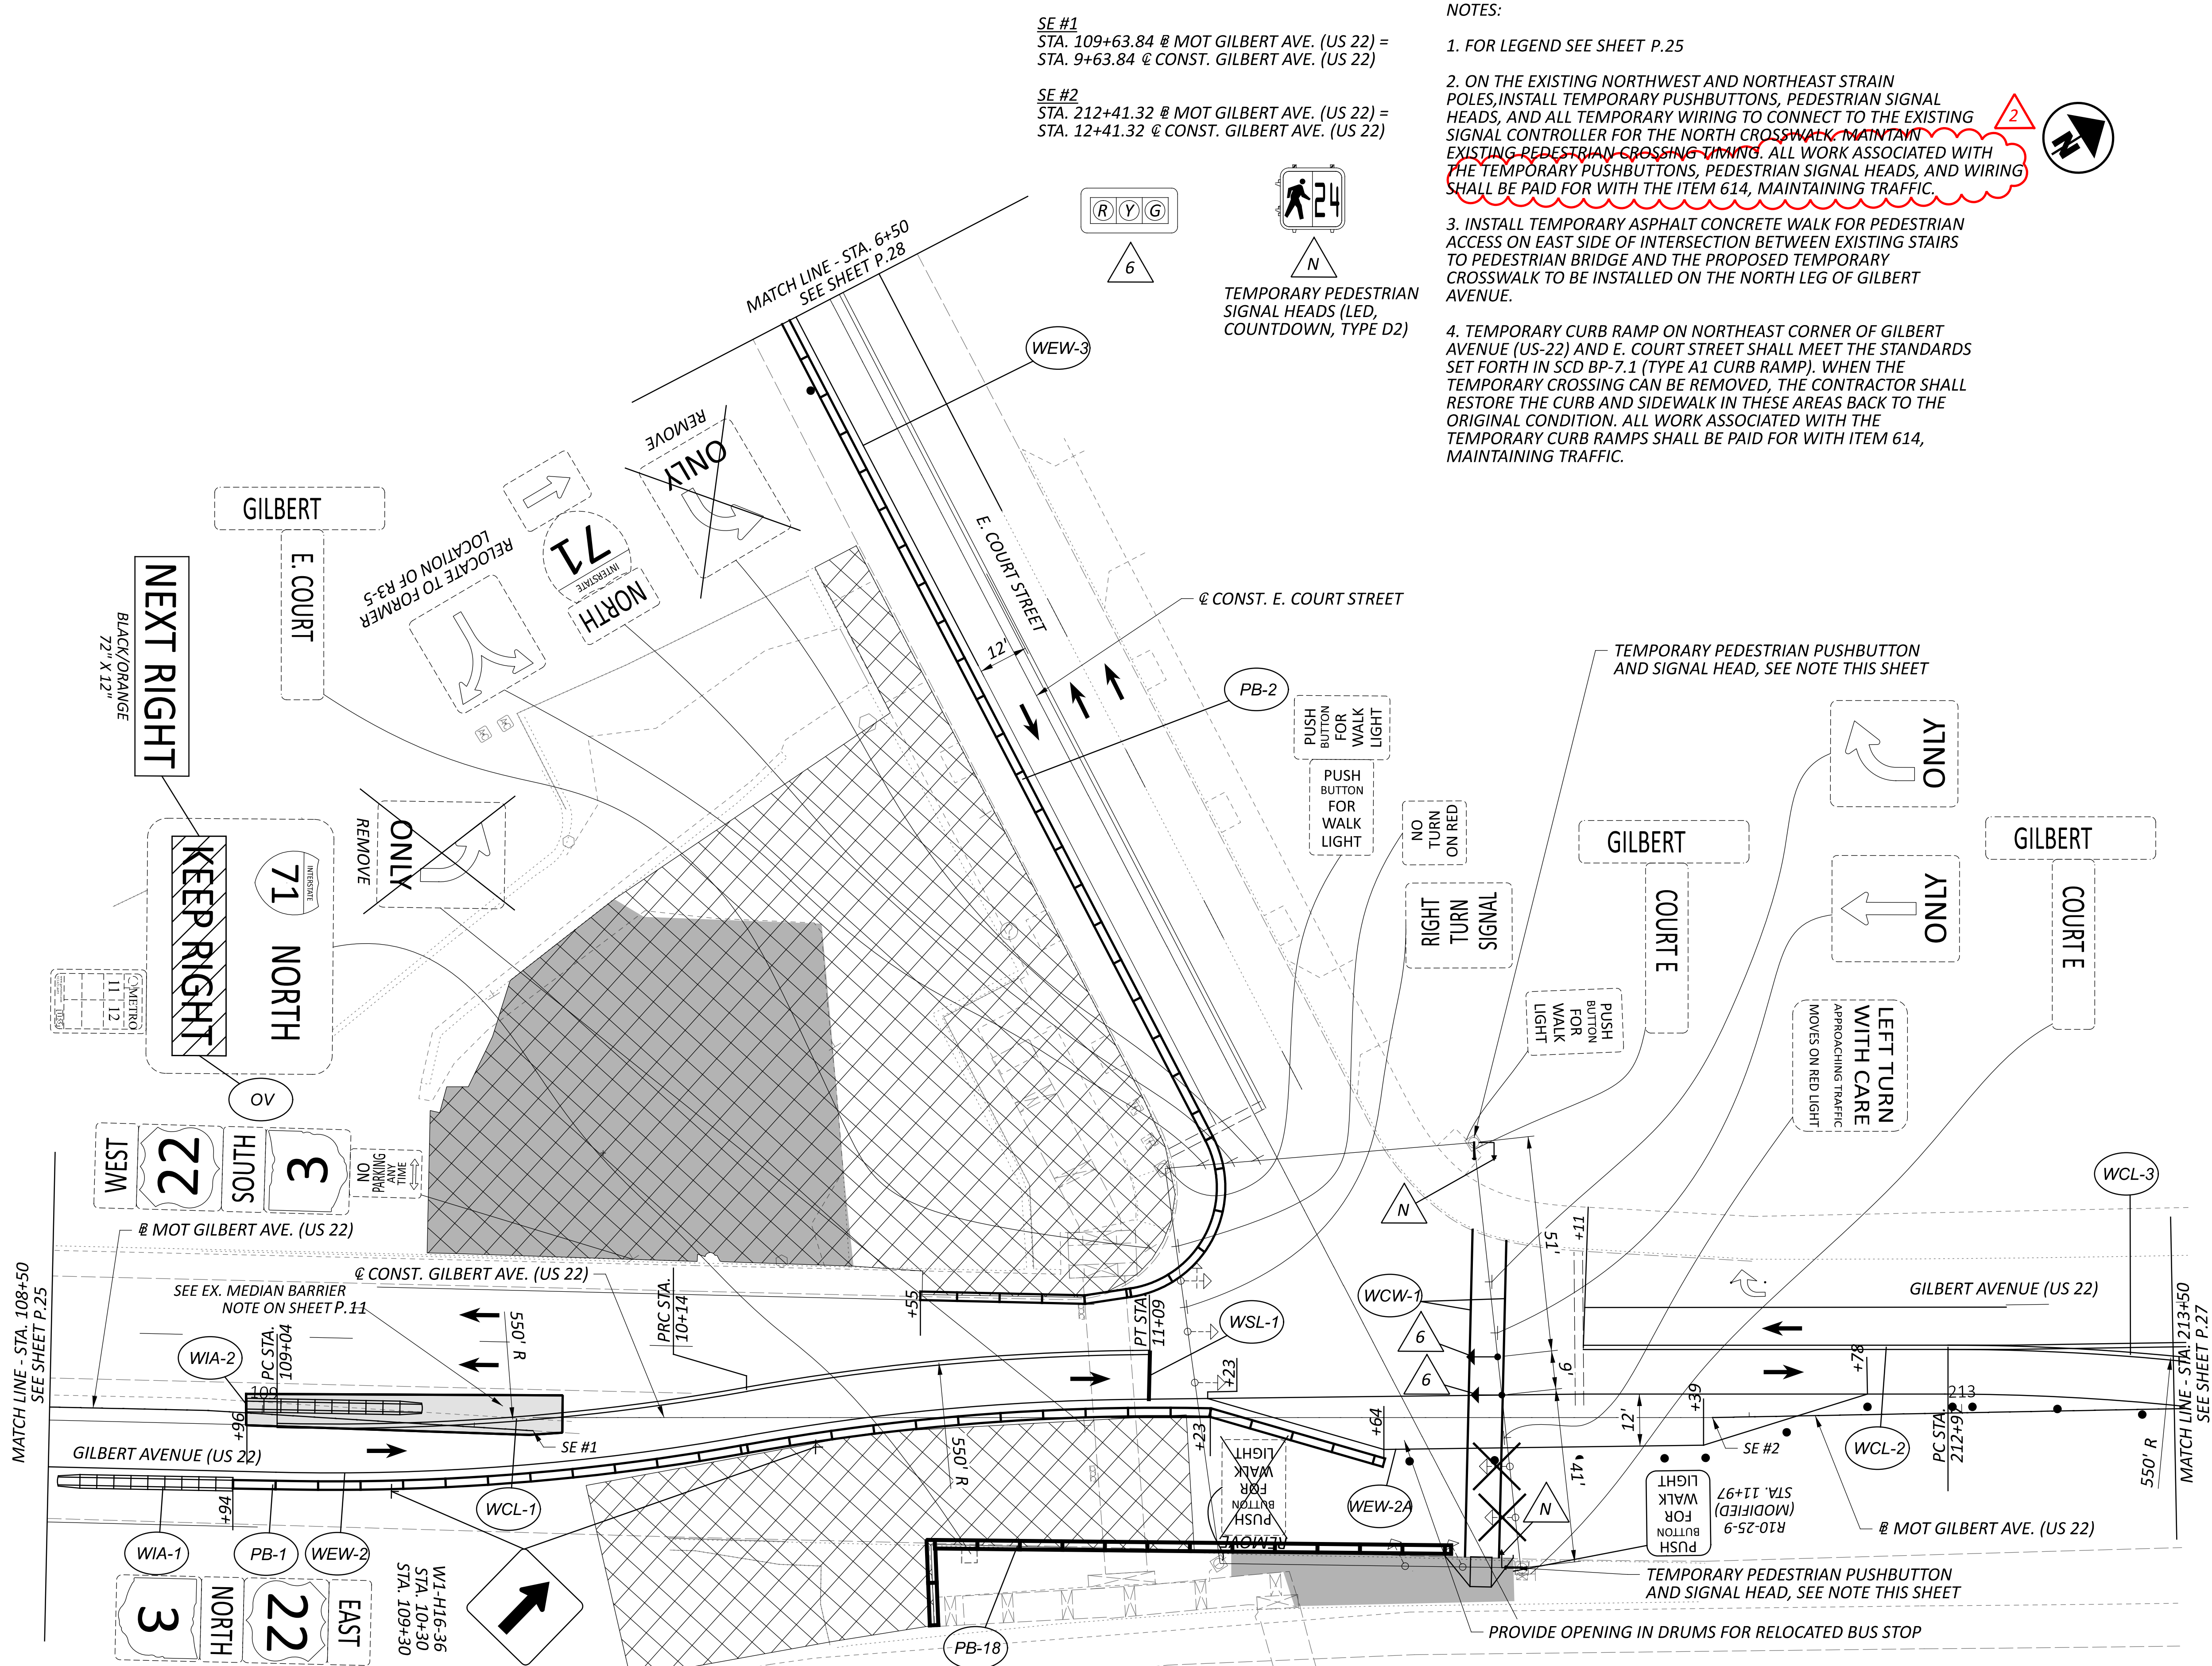 SE #1
STA. 109+63.84 ⅊ MOT GILBERT AVE. (US 22) =
STA. 9+63.84 ℄ CONST. GILBERT AVE. (US 22)
SE #2
STA. 212+41.32 ⅊ MOT GILBERT AVE. (US 22) =
STA. 12+41.32 ℄ CONST. GILBERT AVE. (US 22)
NOTES:
1. FOR LEGEND SEE SHEET P.25
2. ON THE EXISTING NORTHWEST AND NORTHEAST STRAIN
POLES,INSTALL TEMPORARY PUSHBUTTONS, PEDESTRIAN SIGNAL
HEADS, AND ALL TEMPORARY WIRING TO CONNECT TO THE EXISTING
SIGNAL CONTROLLER FOR THE NORTH CROSSWALK. MAINTAIN
EXISTING PEDESTRIAN CROSSING TIMING. ALL WORK ASSOCIATED WITH
THE TEMPORARY PUSHBUTTONS, PEDESTRIAN SIGNAL HEADS, AND WIRING
SHALL BE PAID FOR WITH THE ITEM 614, MAINTAINING TRAFFIC.
3. INSTALL TEMPORARY ASPHALT CONCRETE WALK FOR PEDESTRIAN
ACCESS ON EAST SIDE OF INTERSECTION BETWEEN EXISTING STAIRS
TO PEDESTRIAN BRIDGE AND THE PROPOSED TEMPORARY
CROSSWALK TO BE INSTALLED ON THE NORTH LEG OF GILBERT
AVENUE.
4. TEMPORARY CURB RAMP ON NORTHEAST CORNER OF GILBERT
AVENUE (US-22) AND E. COURT STREET SHALL MEET THE STANDARDS
SET FORTH IN SCD BP-7.1 (TYPE A1 CURB RAMP). WHEN THE
TEMPORARY CROSSING CAN BE REMOVED, THE CONTRACTOR SHALL
RESTORE THE CURB AND SIDEWALK IN THESE AREAS BACK TO THE
ORIGINAL CONDITION. ALL WORK ASSOCIATED WITH THE
TEMPORARY CURB RAMPS SHALL BE PAID FOR WITH ITEM 614,
MAINTAINING TRAFFIC.
2
N
R Y G
6
24
N
TEMPORARY PEDESTRIAN
SIGNAL HEADS (LED,
COUNTDOWN, TYPE D2)
MATCH LINE - STA. 6+50
SEE SHEET P.28
WEW-3
REMOVE
ONLY
71
INTERSTATE
NORTH
RELOCATE TO FORMER
LOCATION OF R3-5
GILBERT
E. COURT
NEXT RIGHT
BLACK/ORANGE
72" X 12"
E. COURT STREET
12'
℄ CONST. E. COURT STREET
PB-2
TEMPORARY PEDESTRIAN PUSHBUTTON
AND SIGNAL HEAD, SEE NOTE THIS SHEET
PUSH
BUTTON
FOR
WALK
LIGHT
PUSH
BUTTON
FOR
WALK
LIGHT
NO
TURN
ON RED
RIGHT
TURN
SIGNAL
PUSH
BUTTON
FOR
WALK
LIGHT
ONLY
ONLY
GILBERT
COURT E
GILBERT
COURT E
LEFT TURN
WITH CARE
APPROACHING TRAFFIC
MOVES ON RED LIGHT
REMOVE
ONLY
INTERSTATE
71
NORTH
KEEP RIGHT
METRO
11 12
OV
WEST
22
SOUTH
3
NO
PARKING
ANY
TIME
⅊ MOT GILBERT AVE. (US 22)
℄ CONST. GILBERT AVE. (US 22)
SEE EX. MEDIAN BARRIER
NOTE ON SHEET P.11
MATCH LINE - STA. 108+50
SEE SHEET P.25
WIA-2
PC STA.
109+04
109
+96
550' R
PRC STA.
10+14
+55
PT STA.
11+09
WSL-1
+23
WCW-1
6
6
N
51'
+11
9'
GILBERT AVENUE (US 22)
WCL-3
MATCH LINE - STA. 213+50
SEE SHEET P.27
+78
213
+39
12'
+64
+23
550' R
SE #1
GILBERT AVENUE (US 22)
+94
WCL-1
WIA-1
PB-1
WEW-2
3
NORTH
22
EAST
W1-H16-36
STA. 10+30
STA. 109+30
PUSH
BUTTON
FOR
WALK
LIGHT
REMOVE
PB-18
WEW-2A
41'
N
SE #2
WCL-2
PC STA.
212+92
550' R
PUSH
BUTTON
FOR
WALK
LIGHT
R10-25-9
(MODIFIED)
STA. 11+97
⅊ MOT GILBERT AVE. (US 22)
TEMPORARY PEDESTRIAN PUSHBUTTON
AND SIGNAL HEAD, SEE NOTE THIS SHEET
PROVIDE OPENING IN DRUMS FOR RELOCATED BUS STOP